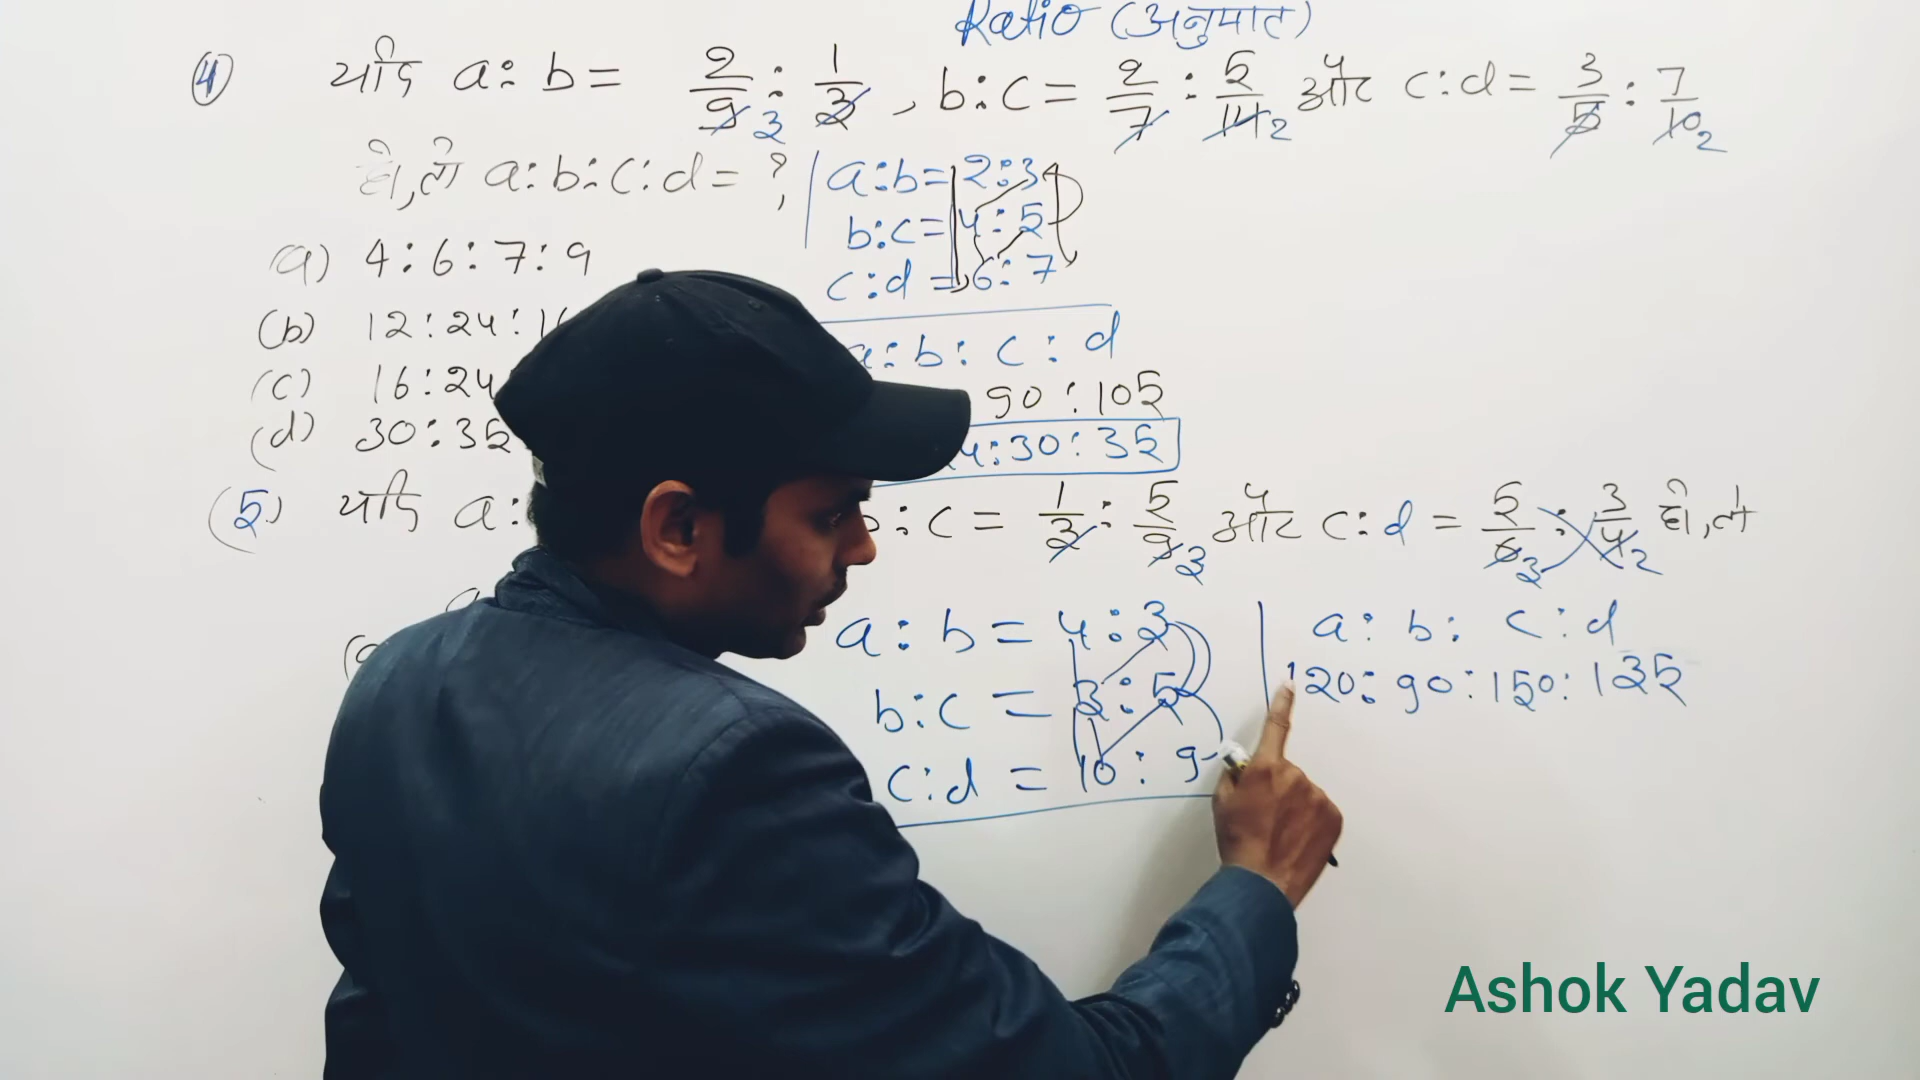 Ratio (अनुपात)
(4) यदि a:b = 2/9 : 1/3, b:c = 2/7 : 5/14 और c:d = 3/5 : 7/10
हो, तो a:b:c:d = ?,
a:b = 2:3
b:c = 4:5
c:d = 6:7
(a) 4:6:7:9
(b) 12:24:16
(c) 16:24
(d) 30:35
a:b:c:d
90:105
4:30:35
(5) यदि a: b:c = 1/3 : 5/9 और c:d = 5/6 : 3/4 हो, तो
a:b = 4:3
b:c = 3:5
c:d = 10:9
a:b:c:d
120:90:150:135
Ashok Yadav